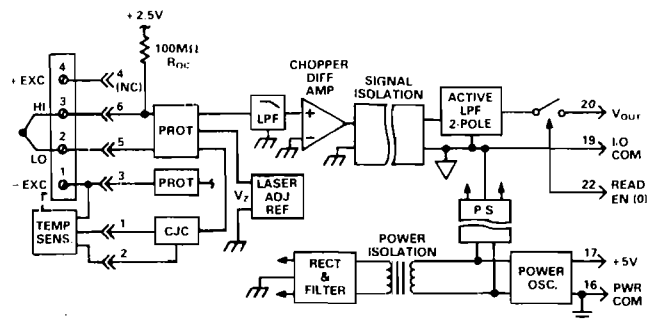 + 2.5V
100MΩ
ROC
CHOPPER
DIFF
AMP
SIGNAL
ISOLATION
ACTIVE
LPF
2-POLE
+ EXC
4
4
(NC)
HI
3
6
2
5
LO
- EXC
1
3
PROT
PROT
LPF
+
-
20
VOUT
19
I/O
COM
22
READ
EN (0)
VZ
LASER
ADJ
REF
TEMP
SENS.
1
2
CJC
P S
POWER
ISOLATION
RECT
&
FILTER
POWER
OSC.
17
+5V
16
PWR
COM